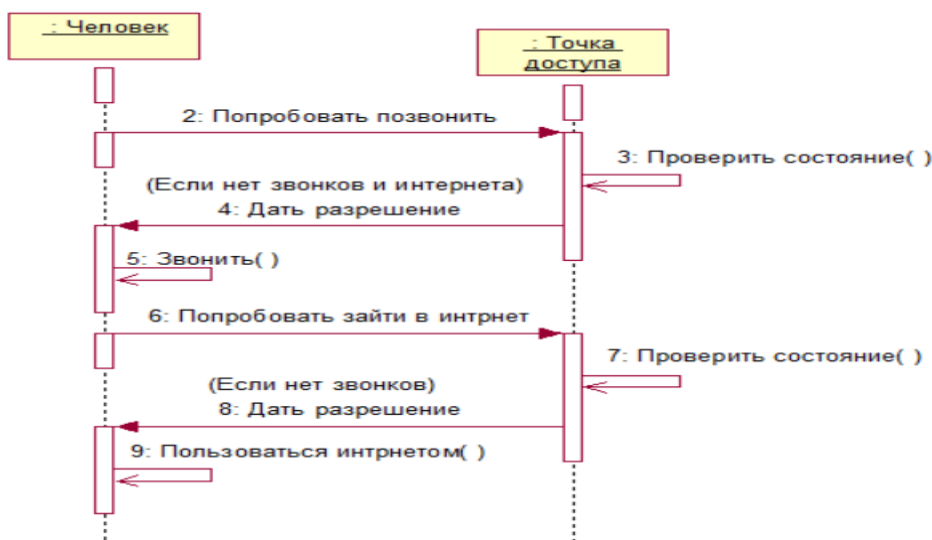 : Человек
: Точка
доступа
2: Попробовать позвонить
3: Проверить состояние( )
(Если нет звонков и интернета)
4: Дать разрешение
5: Звонить( )
6: Попробовать зайти в интрнет
7: Проверить состояние( )
(Если нет звонков)
8: Дать разрешение
9: Пользоваться интрнетом( )